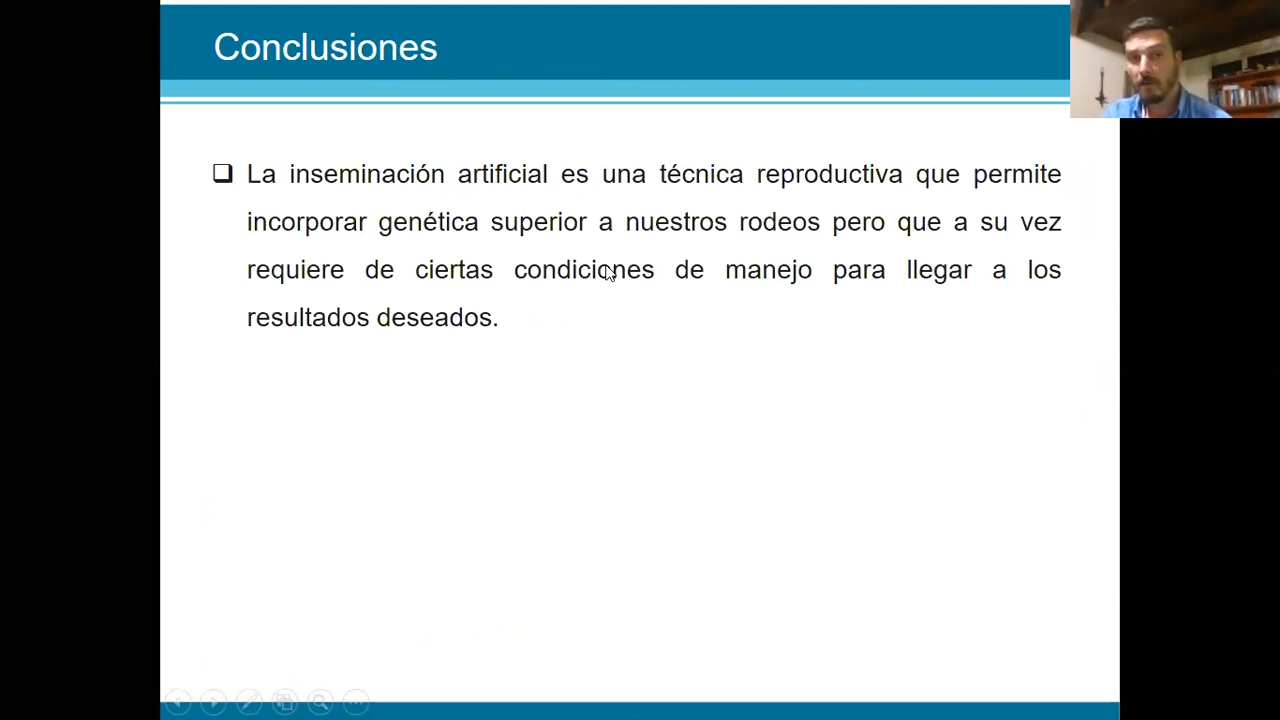 Conclusiones
La inseminación artificial es una técnica reproductiva que permite
incorporar genética superior a nuestros rodeos pero que a su vez
requiere de ciertas condiciones de manejo para llegar a los
resultados deseados.